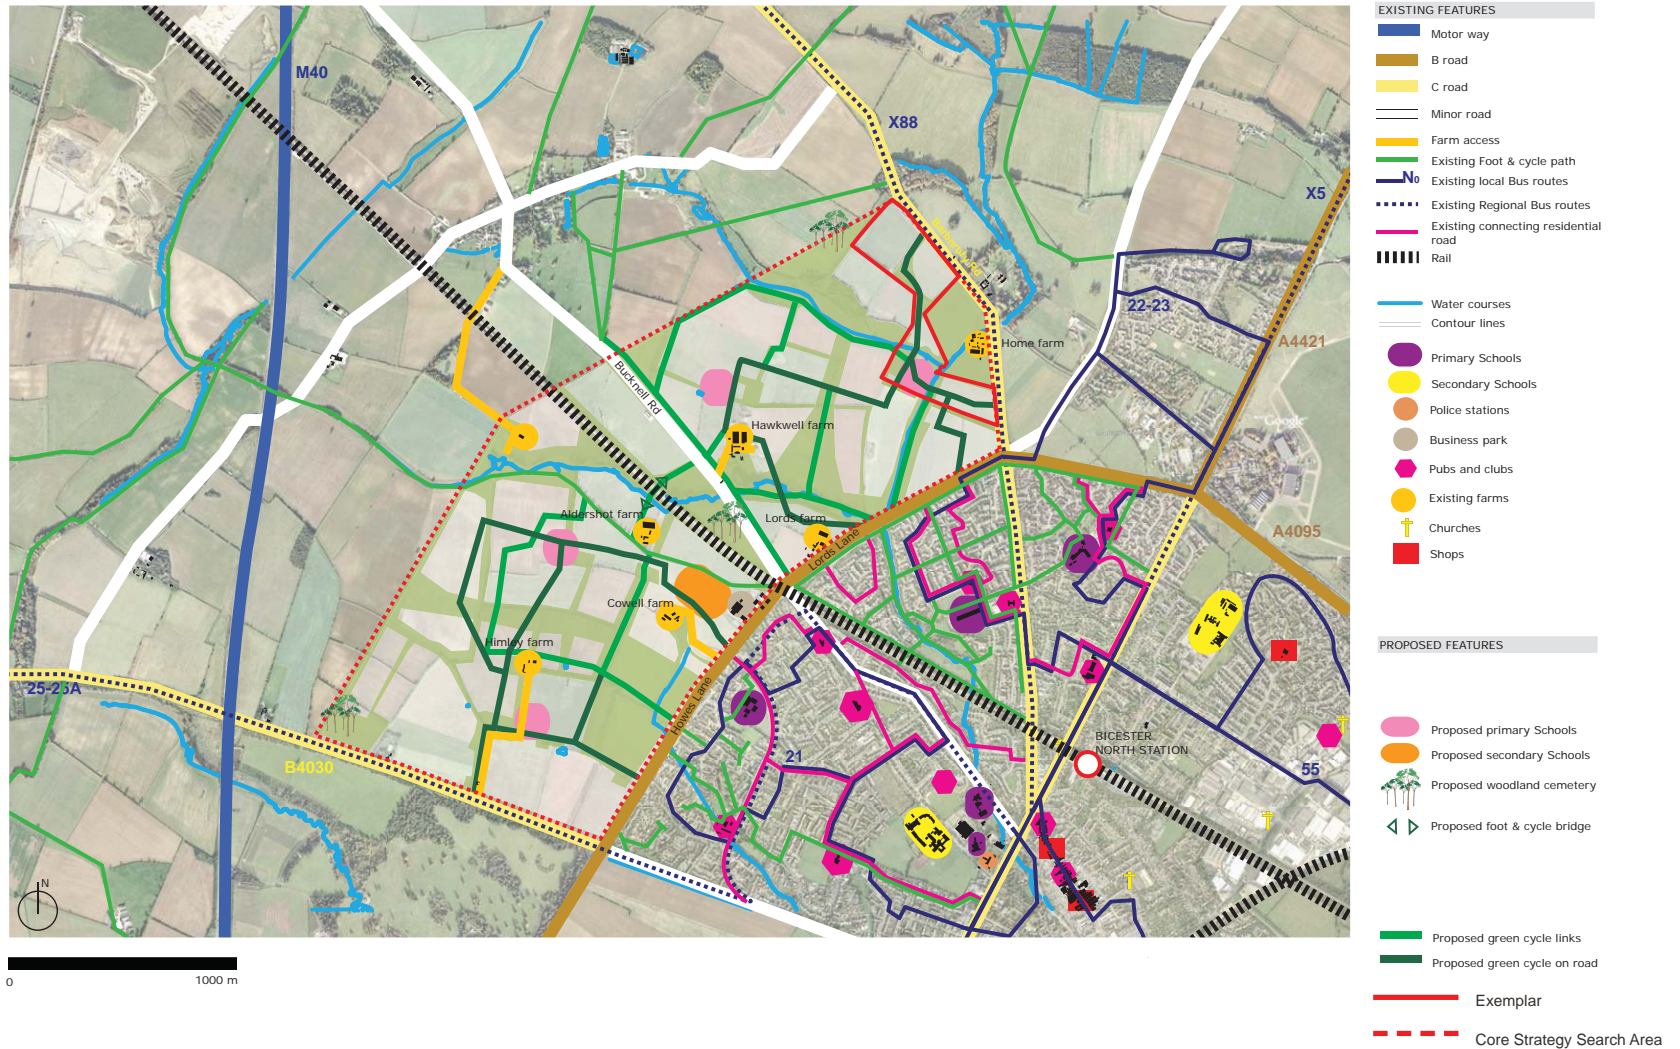 M40
X88
X5
22-23
A4421
A4095
Home farm
Bucknell Rd
Hawkwell farm
Aldershot farm
Lords farm
Lords Lane
Cowell farm
Himley farm
Howes Lane
25-25A
B4030
21
55
BICESTER
NORTH STATION
Google
N
0
1000 m
EXISTING FEATURES
Motor way
B road
C road
Minor road
Farm access
Existing Foot & cycle path
No
Existing local Bus routes
Existing Regional Bus routes
Existing connecting residential
road
Rail
Water courses
Contour lines
Primary Schools
Secondary Schools
Police stations
Business park
Pubs and clubs
Existing farms
Churches
Shops
PROPOSED FEATURES
Proposed primary Schools
Proposed secondary Schools
Proposed woodland cemetery
Proposed foot & cycle bridge
Proposed green cycle links
Proposed green cycle on road
Exemplar
Core Strategy Search Area